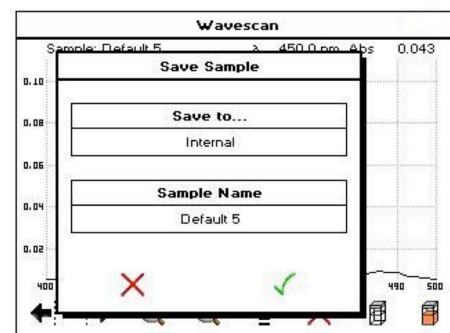 Wavescan
Sample: Default 5 λ 450.0 nm Abs 0.043
Save Sample
0.10
Save to...
0.08
Internal
0.06
Sample Name
0.04
Default 5
0.02
400 490 500